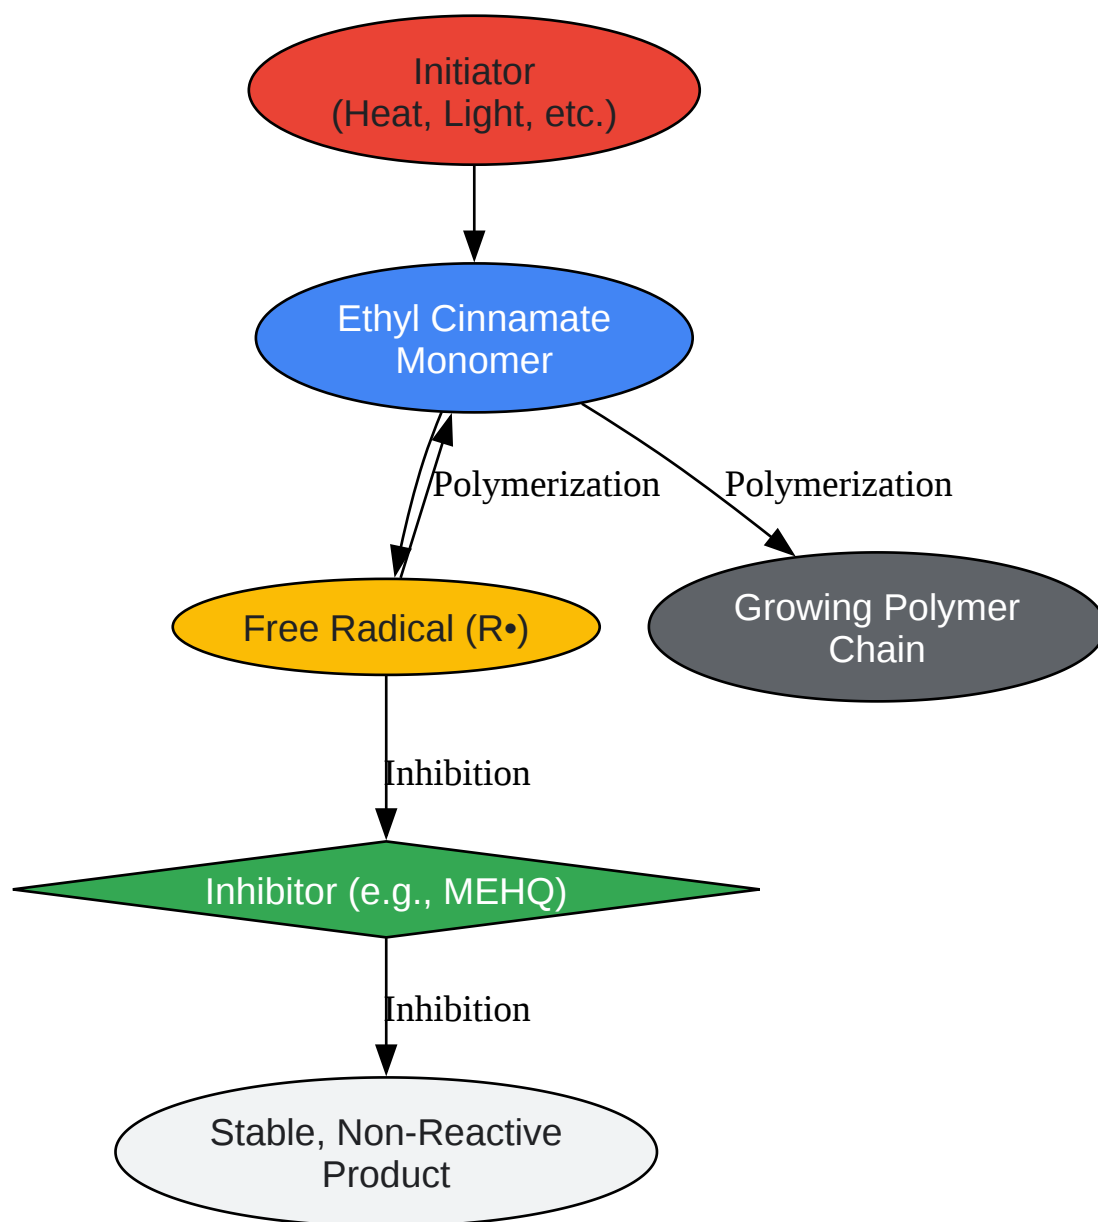 Initiator
(Heat, Light, etc.)
Ethyl Cinnamate
Monomer
Polymerization
Polymerization
Growing Polymer
Chain
Free Radical (R•)
Inhibition
Inhibitor (e.g., MEHQ)
Inhibition
Stable, Non-Reactive
Product